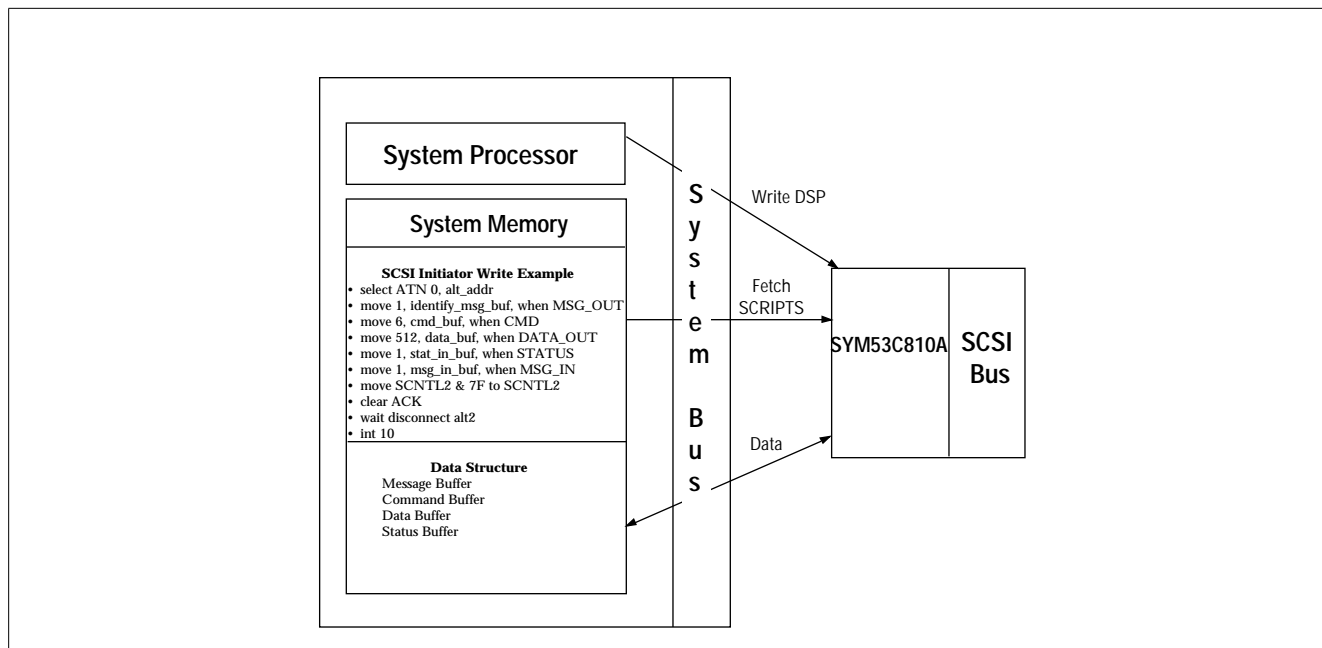 System Processor
System Memory
SCSI Initiator Write Example
• select ATN 0, alt_addr
• move 1, identify_msg_buf, when MSG_OUT
• move 6, cmd_buf, when CMD
• move 512, data_buf, when DATA_OUT
• move 1, stat_in_buf, when STATUS
• move 1, msg_in_buf, when MSG_IN
• move SCNTL2 & 7F to SCNTL2
• clear ACK
• wait disconnect alt2
• int 10
Data Structure
Message Buffer
Command Buffer
Data Buffer
Status Buffer
System Bus
Write DSP
Fetch
SCRIPTS
Data
SYM53C810A
SCSI
Bus